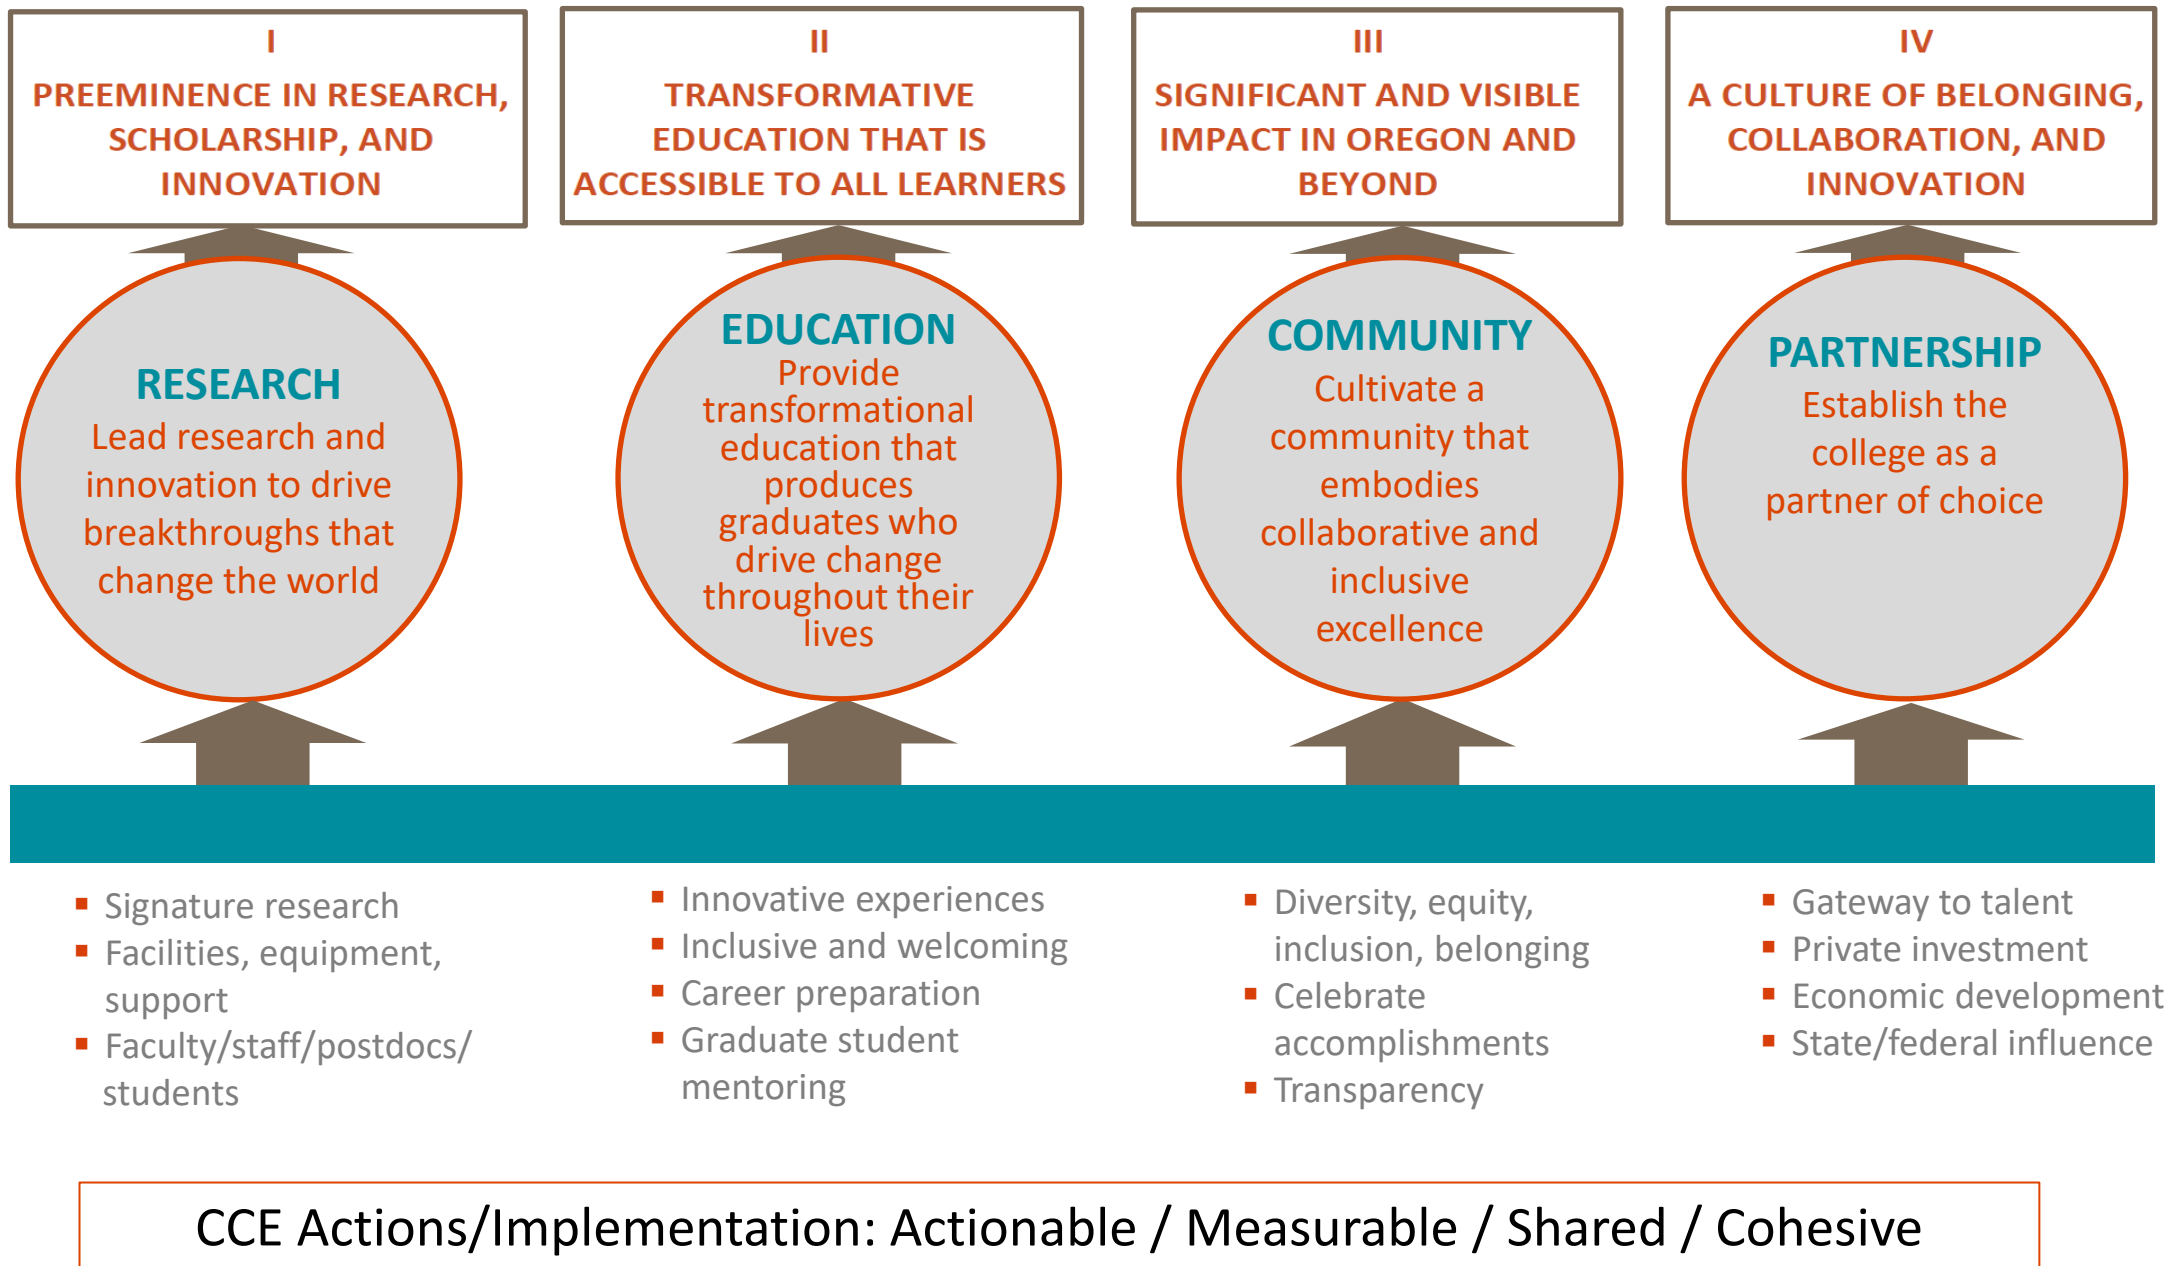 I
PREEMINENCE IN RESEARCH,
SCHOLARSHIP, AND
INNOVATION
II
TRANSFORMATIVE
EDUCATION THAT IS
ACCESSIBLE TO ALL LEARNERS
III
SIGNIFICANT AND VISIBLE
IMPACT IN OREGON AND
BEYOND
IV
A CULTURE OF BELONGING,
COLLABORATION, AND
INNOVATION
RESEARCH
Lead research and
innovation to drive
breakthroughs that
change the world
EDUCATION
Provide
transformational
education that
produces
graduates who
drive change
throughout their
lives
COMMUNITY
Cultivate a
community that
embodies
collaborative and
inclusive
excellence
PARTNERSHIP
Establish the
college as a
partner of choice
▪ Signature research
▪ Facilities, equipment,
support
▪ Faculty/staff/postdocs/
students
▪ Innovative experiences
▪ Inclusive and welcoming
▪ Career preparation
▪ Graduate student
mentoring
▪ Diversity, equity,
inclusion, belonging
▪ Celebrate
accomplishments
▪ Transparency
▪ Gateway to talent
▪ Private investment
▪ Economic development
▪ State/federal influence
CCE Actions/Implementation: Actionable / Measurable / Shared / Cohesive